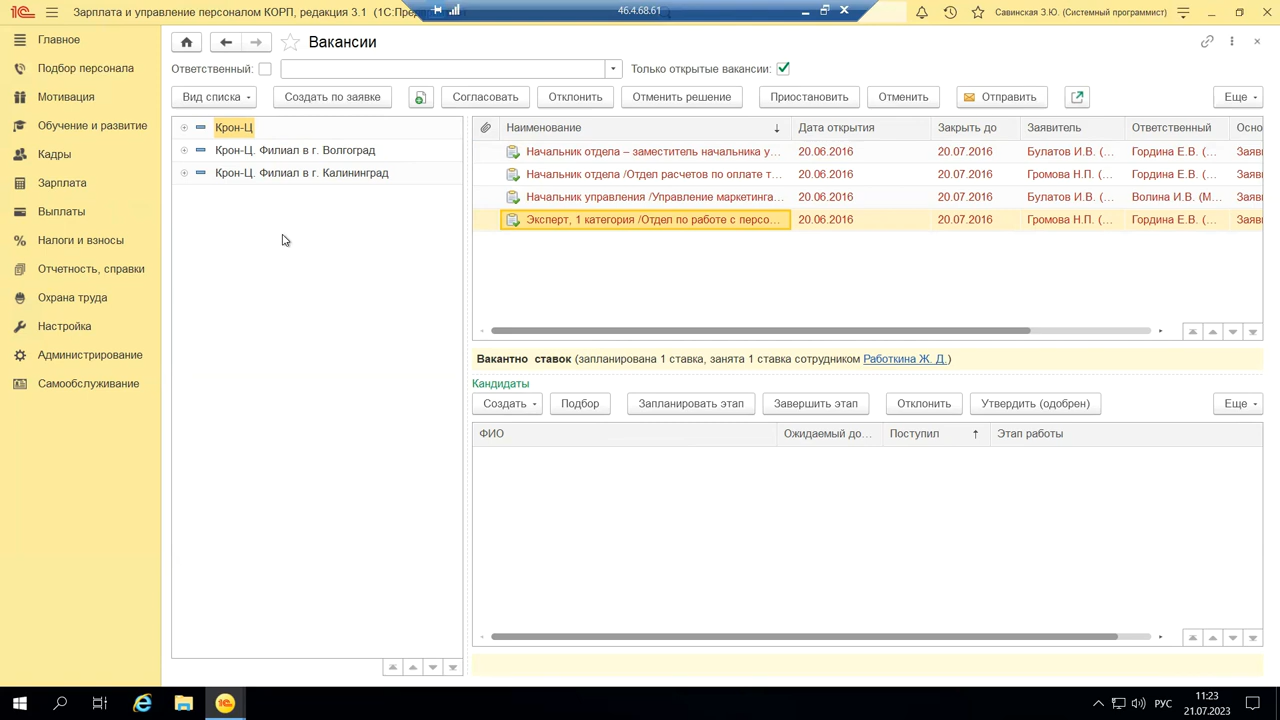 Зарплата и управление персоналом КОРП, редакция 3.1 (1С:Пред
46.4.68.61
Савинская З.Ю. (Системный программист)
Главное
Подбор персонала
Мотивация
Обучение и развитие
Кадры
Зарплата
Выплаты
Налоги и взносы
Отчетность, справки
Охрана труда
Настройка
Администрирование
Самообслуживание
Вакансии
Ответственный:
Только открытые вакансии:
Вид списка
Создать по заявке
Согласовать
Отклонить
Отменить решение
Приостановить
Отменить
Отправить
Еще
Крон-Ц
Крон-Ц. Филиал в г. Волгоград
Крон-Ц. Филиал в г. Калининград
Наименование ↓ Дата открытия Закрыть до Заявитель Ответственный Осно
Начальник отдела – заместитель начальника у... 20.06.2016 20.07.2016 Булатов И.В. (... Гордина Е.В. (... Заяв
Начальник отдела /Отдел расчетов по оплате т... 20.06.2016 20.07.2016 Громова Н.П. (... Гордина Е.В. (... Заяв
Начальник управления /Управление маркетинга... 20.06.2016 20.07.2016 Булатов И.В. (... Волина И.В. (М... Заяв
Эксперт, 1 категория /Отдел по работе с персо... 20.06.2016 20.07.2016 Громова Н.П. (... Гордина Е.В. (... Заяв
Вакантно ставок (запланирована 1 ставка, занята 1 ставка сотрудником Работкина Ж. Д.)
Кандидаты
Создать
Подбор
Запланировать этап
Завершить этап
Отклонить
Утвердить (одобрен)
Еще
ФИО Ожидаемый до... Поступил ↑ Этап работы
РУС
11:23
21.07.2023